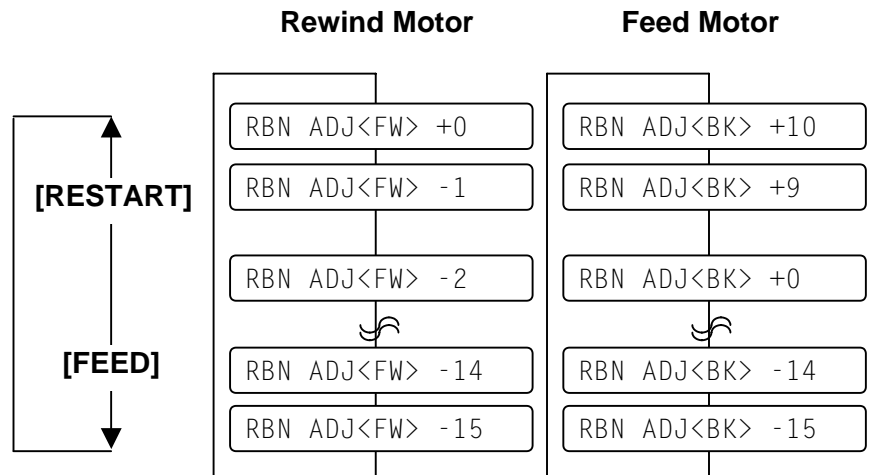 Rewind Motor Feed Motor
RBN ADJ<FW> +0 RBN ADJ<BK> +10
[RESTART] RBN ADJ<FW> -1 RBN ADJ<BK> +9
RBN ADJ<FW> -2 RBN ADJ<BK> +0
[FEED] RBN ADJ<FW> -14 RBN ADJ<BK> -14
RBN ADJ<FW> -15 RBN ADJ<BK> -15